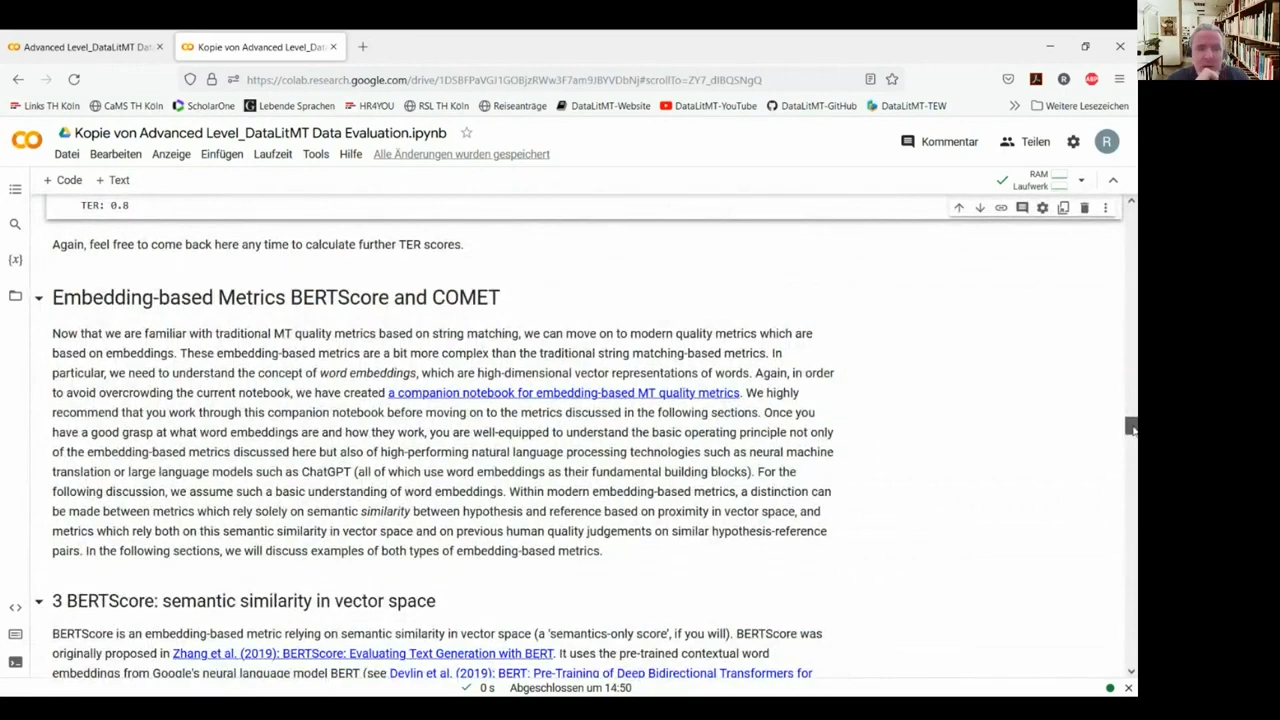 Advanced Level_DataLitMT Dat
Kopie von Advanced Level_Dat
https://colab.research.google.com/drive/1DSBFPaVGJ1GOBjzRWw3F7am9JBYVDbNj#scrollTo=ZY7_dIBQSNgQ
Links TH Köln
CaMS TH Köln
ScholarOne
Lebende Sprachen
HR4YOU
RSL TH Köln
Reiseanträge
DataLitMT-Website
DataLitMT-YouTube
DataLitMT-GitHub
DataLitMT-TEW
Weitere Lesezeichen
Kopie von Advanced Level_DataLitMT Data Evaluation.ipynb
Kommentar
Teilen
R
Datei Bearbeiten Anzeige Einfügen Laufzeit Tools Hilfe Alle Änderungen wurden gespeichert
+ Code + Text
RAM
Laufwerk
TER: 0.8
Again, feel free to come back here any time to calculate further TER scores.
Embedding-based Metrics BERTScore and COMET
Now that we are familiar with traditional MT quality metrics based on string matching, we can move on to modern quality metrics which are
based on embeddings. These embedding-based metrics are a bit more complex than the traditional string matching-based metrics. In
particular, we need to understand the concept of word embeddings, which are high-dimensional vector representations of words. Again, in order
to avoid overcrowding the current notebook, we have created a companion notebook for embedding-based MT quality metrics. We highly
recommend that you work through this companion notebook before moving on to the metrics discussed in the following sections. Once you
have a good grasp at what word embeddings are and how they work, you are well-equipped to understand the basic operating principle not only
of the embedding-based metrics discussed here but also of high-performing natural language processing technologies such as neural machine
translation or large language models such as ChatGPT (all of which use word embeddings as their fundamental building blocks). For the
following discussion, we assume such a basic understanding of word embeddings. Within modern embedding-based metrics, a distinction can
be made between metrics which rely solely on semantic similarity between hypothesis and reference based on proximity in vector space, and
metrics which rely both on this semantic similarity in vector space and on previous human quality judgements on similar hypothesis-reference
pairs. In the following sections, we will discuss examples of both types of embedding-based metrics.
3 BERTScore: semantic similarity in vector space
BERTScore is an embedding-based metric relying on semantic similarity in vector space (a 'semantics-only score', if you will). BERTScore was
originally proposed in Zhang et al. (2019): BERTScore: Evaluating Text Generation with BERT. It uses the pre-trained contextual word
embeddings from Google's neural language model BERT (see Devlin et al. (2019): BERT: Pre-Training of Deep Bidirectional Transformers for
0 s Abgeschlossen um 14:50